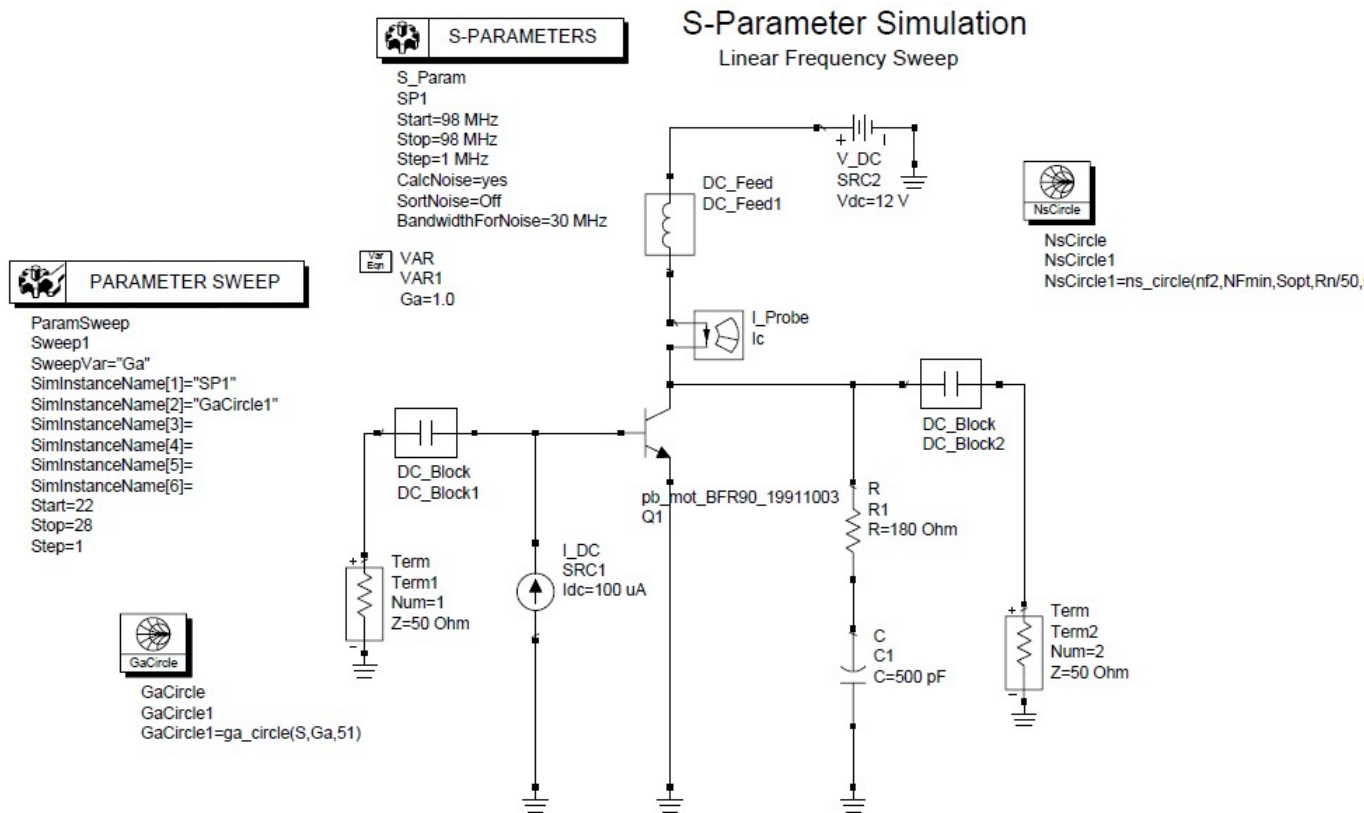 S-Parameter Simulation
Linear Frequency Sweep
S-PARAMETERS
S_Param
SP1
Start=98 MHz
Stop=98 MHz
Step=1 MHz
CalcNoise=yes
SortNoise=Off
BandwidthForNoise=30 MHz
Var
Eqn
VAR
VAR1
Ga=1.0
PARAMETER SWEEP
ParamSweep
Sweep1
SweepVar="Ga"
SimInstanceName[1]="SP1"
SimInstanceName[2]="GaCircle1"
SimInstanceName[3]=
SimInstanceName[4]=
SimInstanceName[5]=
SimInstanceName[6]=
Start=22
Stop=28
Step=1
GaCircle
GaCircle
GaCircle1
GaCircle1=ga_circle(S,Ga,51)
+
Term
Term1
Num=1
Z=50 Ohm
-
DC_Block
DC_Block1
I_DC
SRC1
Idc=100 uA
DC_Feed
DC_Feed1
+
-
V_DC
SRC2
Vdc=12 V
I_Probe
Ic
pb_mot_BFR90_19911003
Q1
R
R1
R=180 Ohm
C
C1
C=500 pF
DC_Block
DC_Block2
+
Term
Term2
Num=2
Z=50 Ohm
-
NsCircle
NsCircle
NsCircle1
NsCircle1=ns_circle(nf2,NFmin,Sopt,Rn/50,